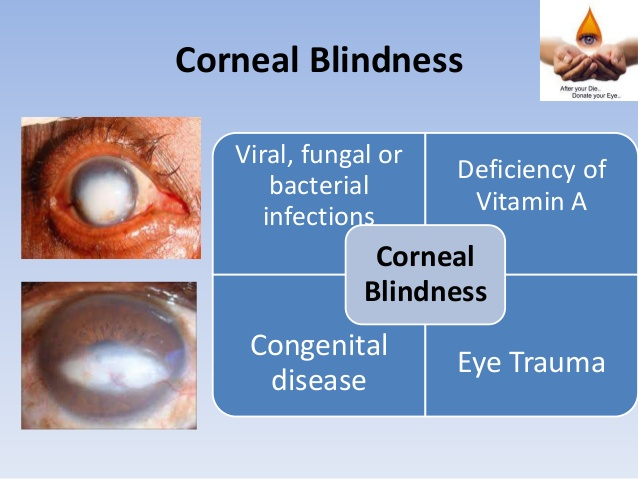 Corneal Blindness
After your Die..
Donate your Eye..
Viral, fungal or
bacterial
infections
Deficiency of
Vitamin A
Corneal
Blindness
Congenital
disease
Eye Trauma